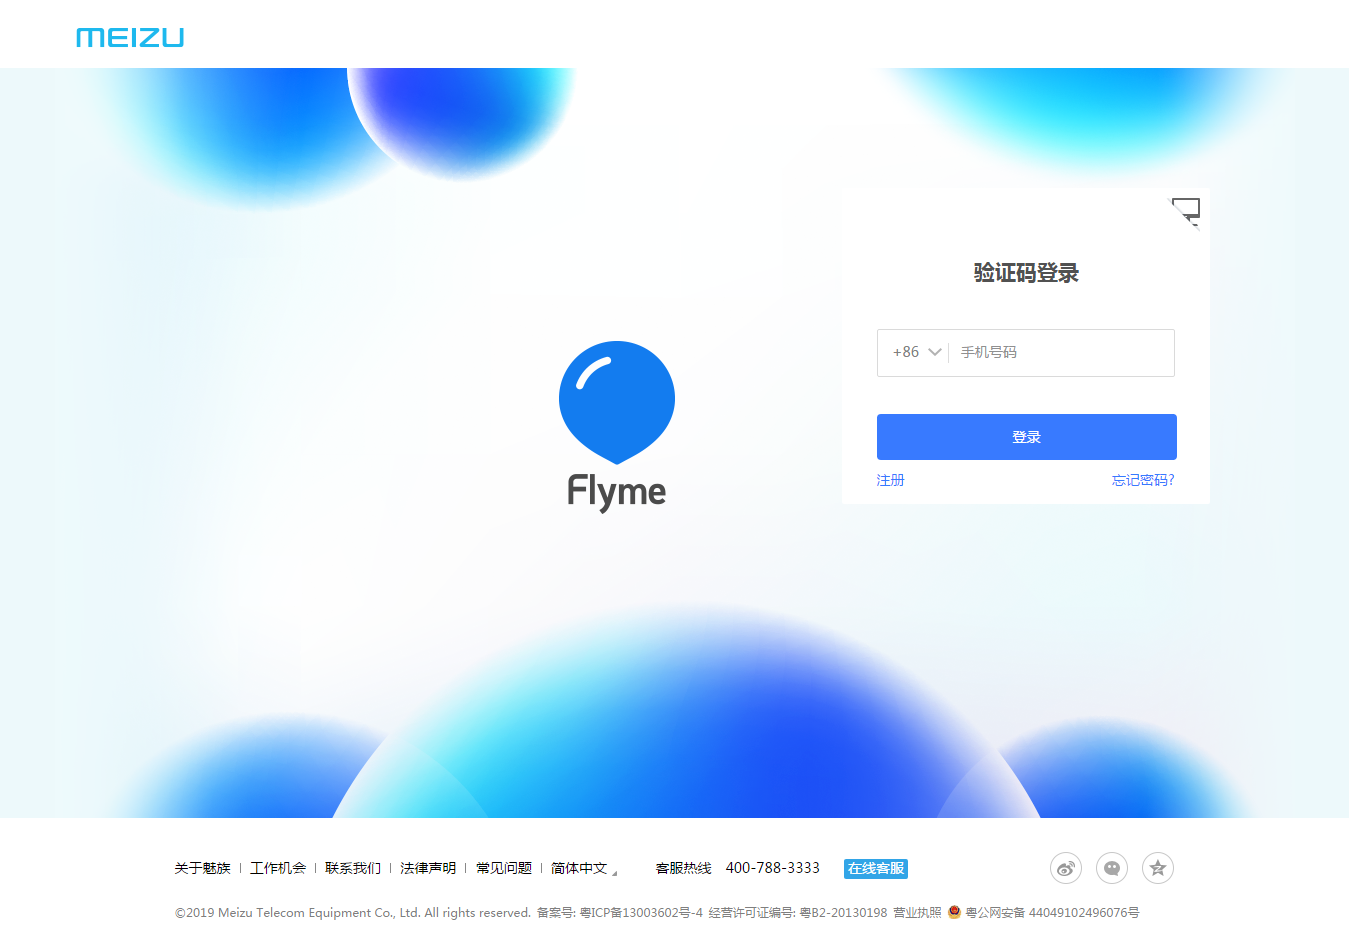 MEIZU
验证码登录
+86 手机号码
登录
注册 忘记密码?
Flyme
关于魅族 工作机会 联系我们 法律声明 常见问题 简体中文 客服热线 400-788-3333 在线客服
©2019 Meizu Telecom Equipment Co., Ltd. All rights reserved. 备案号: 粤ICP备13003602号-4 经营许可证编号: 粤B2-20130198 营业执照 粤公网安备 44049102496076号